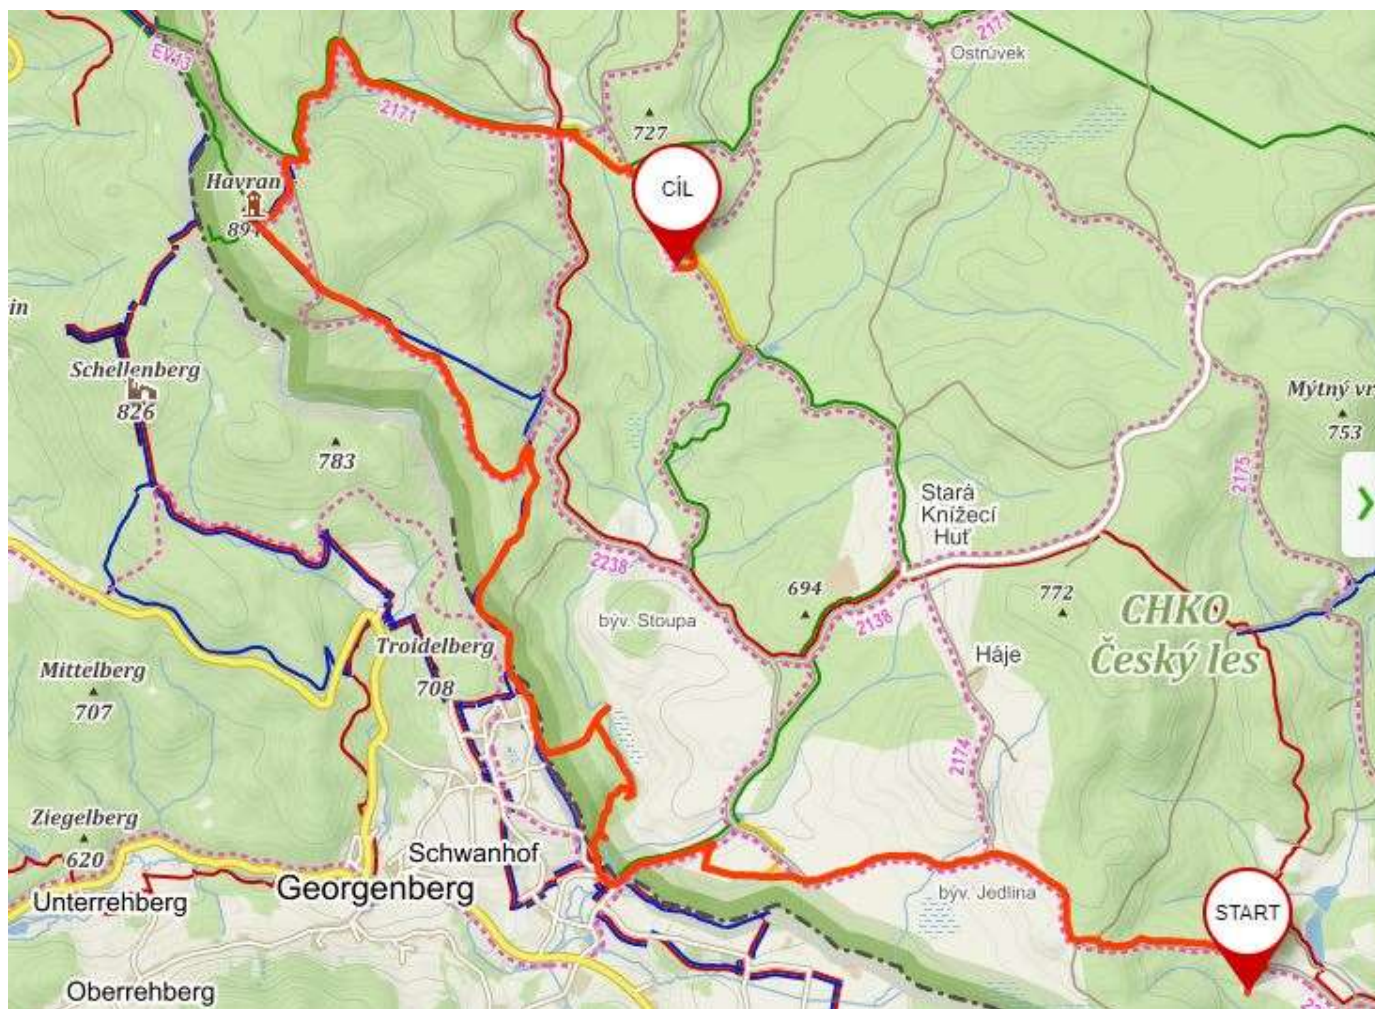 EV13
2171
2171
Ostrůvek
727
Havran
894
CÍL
in
Schellenberg
826
783
Mýtný vr
753
2175
Stará
Knížecí
Huť
2238
694
772
2138
býv. Stoupa
CHKO
Český les
Troidelberg
708
Háje
Mittelberg
707
2174
Ziegelberg
620
Schwanhof
Georgenberg
býv. Jedlina
Unterrehberg
START
Oberrehberg